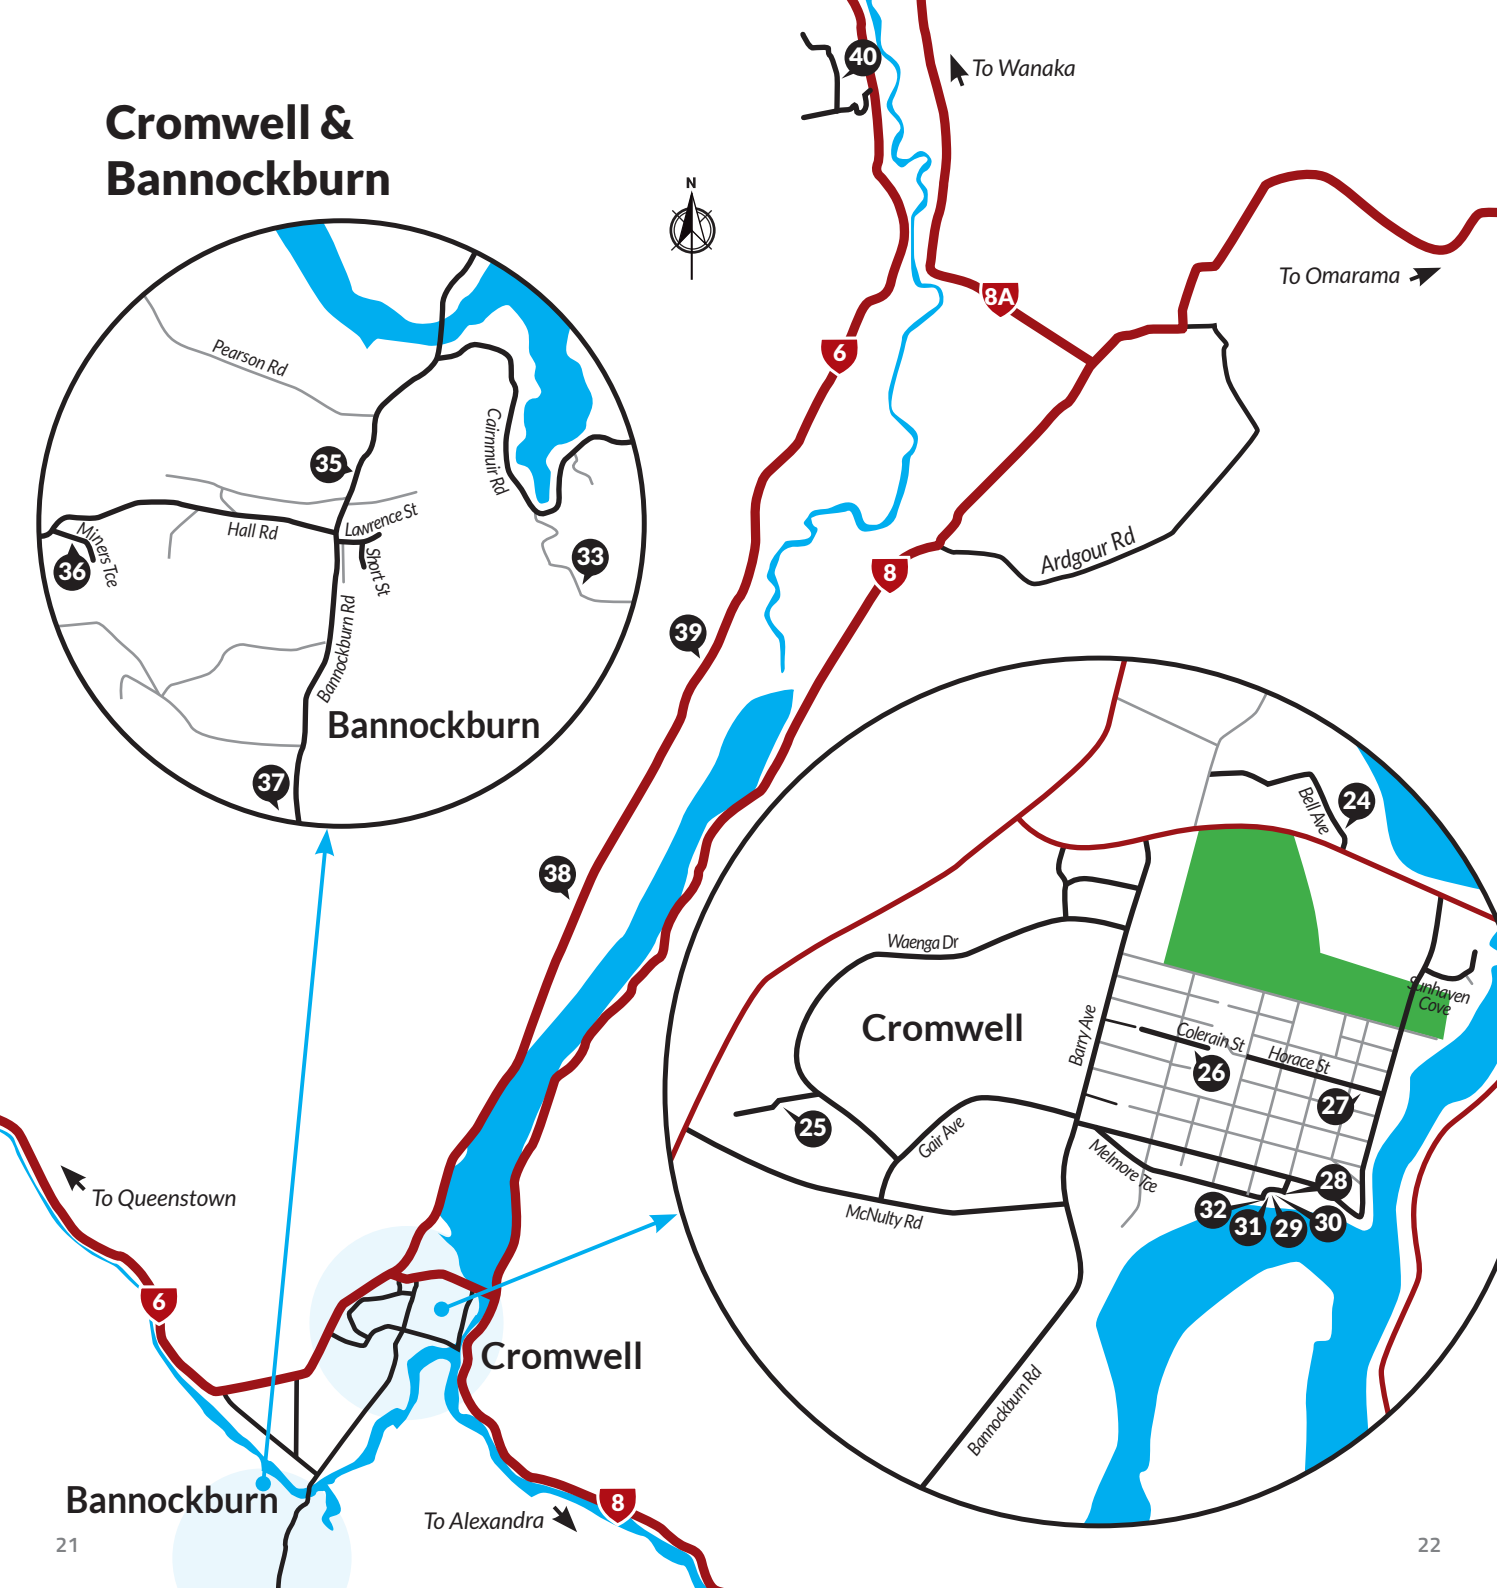 Cromwell &
Bannockburn
N
40
To Wanaka
8A
To Omarama
6
Pearson Rd
Cairnmuir Rd
35
Hall Rd
Lawrence St
Short St
Miners Tce
36
33
Bannockburn Rd
Bannockburn
37
8
Ardgour Rd
39
38
Bell Ave
24
Waenga Dr
Cromwell
Barry Ave
Sunhaven
Cove
Colerain St
Horace St
26
27
25
Gair Ave
Melmore Tce
McNulty Rd
28
32
31
29
30
Bannockburn Rd
To Queenstown
6
Cromwell
Bannockburn
To Alexandra
8
21
22